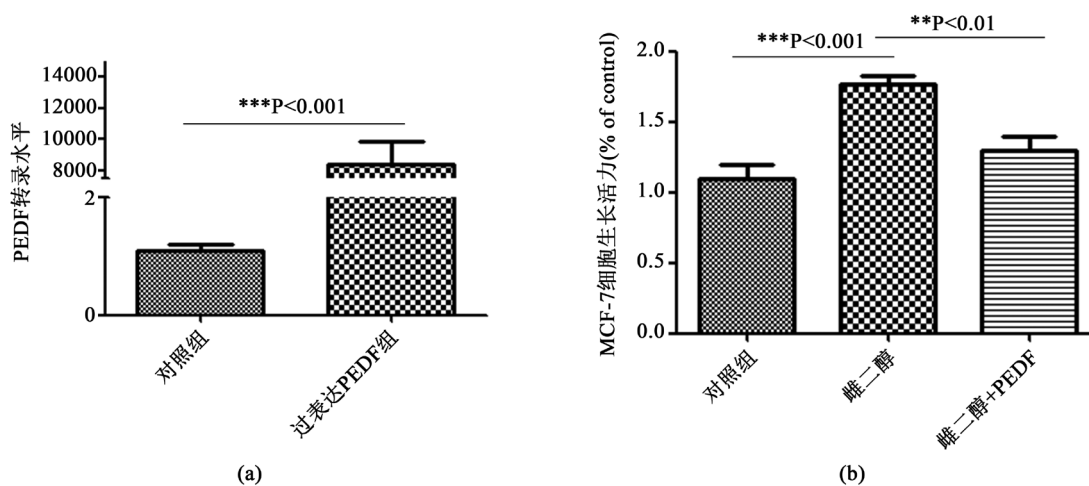 PEDF转录水平
14000
12000
10000
8000
2
0
***P<0.001
对照组
过表达PEDF组
(a)
MCF-7细胞生长活力(% of control)
2.0
1.5
1.0
0.5
0.0
***P<0.001
**P<0.01
对照组
雌二醇
雌二醇+PEDF
(b)